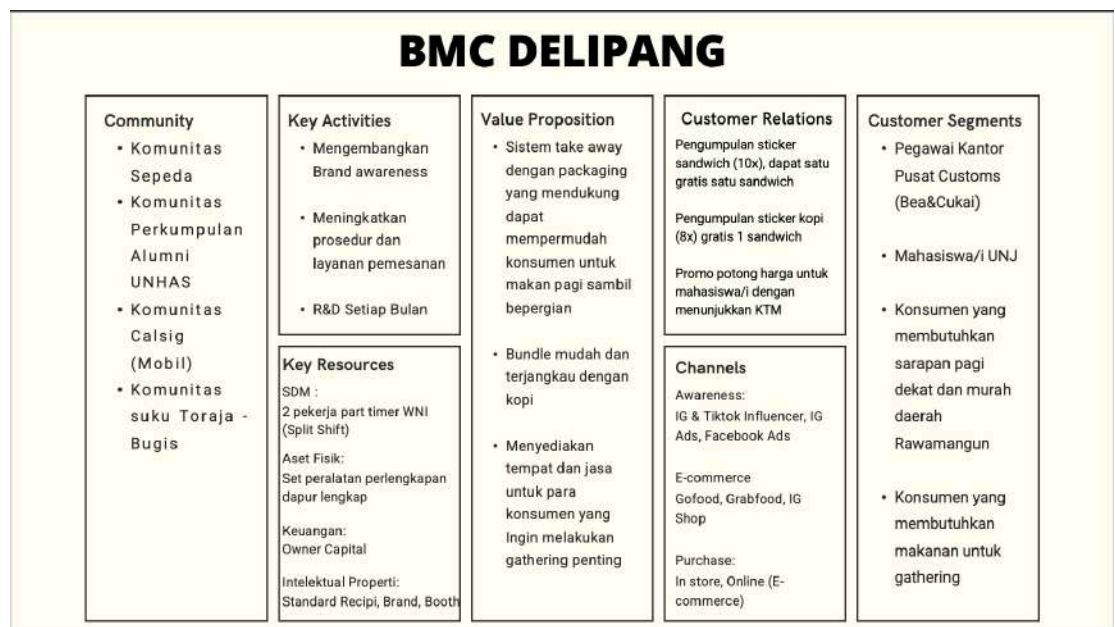 BMC DELIPANG
Community
• Komunitas
Sepeda
• Komunitas
Perkumpulan
Alumni
UNHAS
• Komunitas
Calsig
(Mobil)
• Komunitas
suku Toraja -
Bugis
Key Activities
• Mengembangkan
Brand awareness
• Meningkatkan
prosedur dan
layanan pemesanan
• R&D Setiap Bulan
Key Resources
SDM :
2 pekerja part timer WNI
(Split Shift)
Aset Fisik:
Set peralatan perlengkapan
dapur lengkap
Keuangan:
Owner Capital
Intelektual Properti:
Standard Recipi, Brand, Booth
Value Proposition
• Sistem take away
dengan packaging
yang mendukung
dapat
mempermudah
konsumen untuk
makan pagi sambil
bepergian
• Bundle mudah dan
terjangkau dengan
kopi
• Menyediakan
tempat dan jasa
untuk para
konsumen yang
Ingin melakukan
gathering penting
Customer Relations
Pengumpulan sticker
sandwich (10x), dapat satu
gratis satu sandwich
Pengumpulan sticker kopi
(8x) gratis 1 sandwich
Promo potong harga untuk
mahasiswa/i dengan
menunjukkan KTM
Channels
Awareness:
IG & Tiktok Influencer, IG
Ads, Facebook Ads
E-commerce
Gofood, Grabfood, IG
Shop
Purchase:
In store, Online (E-
commerce)
Customer Segments
• Pegawai Kantor
Pusat Customs
(Bea&Cukai)
• Mahasiswa/i UNJ
• Konsumen yang
membutuhkan
sarapan pagi
dekat dan murah
daerah
Rawamangun
• Konsumen yang
membutuhkan
makanan untuk
gathering